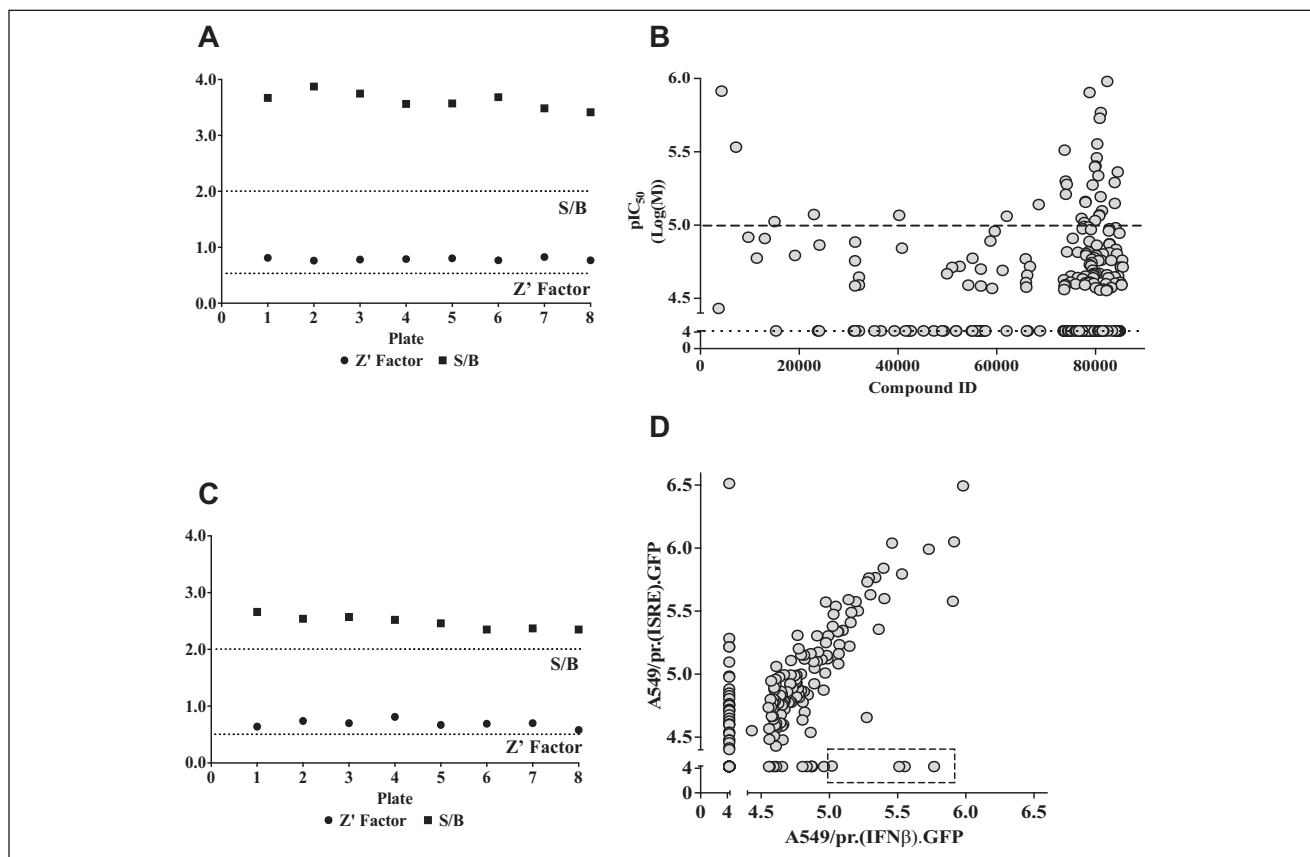 A
4.0
3.0
2.0
1.0
0.0
S/B
Z' Factor
0 1 2 3 4 5 6 7 8
Plate
● Z' Factor ■ S/B
B
pIC50
(Log(M))
6.0
5.5
5.0
4.5
4
0
0 20000 40000 60000 80000
Compound ID
C
4.0
3.0
2.0
1.0
0.0
S/B
Z' Factor
0 1 2 3 4 5 6 7 8
Plate
● Z' Factor ■ S/B
D
A549/pr.(ISRE).GFP
6.5
6.0
5.5
5.0
4.5
4
0
0 4 4.5 5.0 5.5 6.0 6.5
A549/pr.(IFNβ).GFP